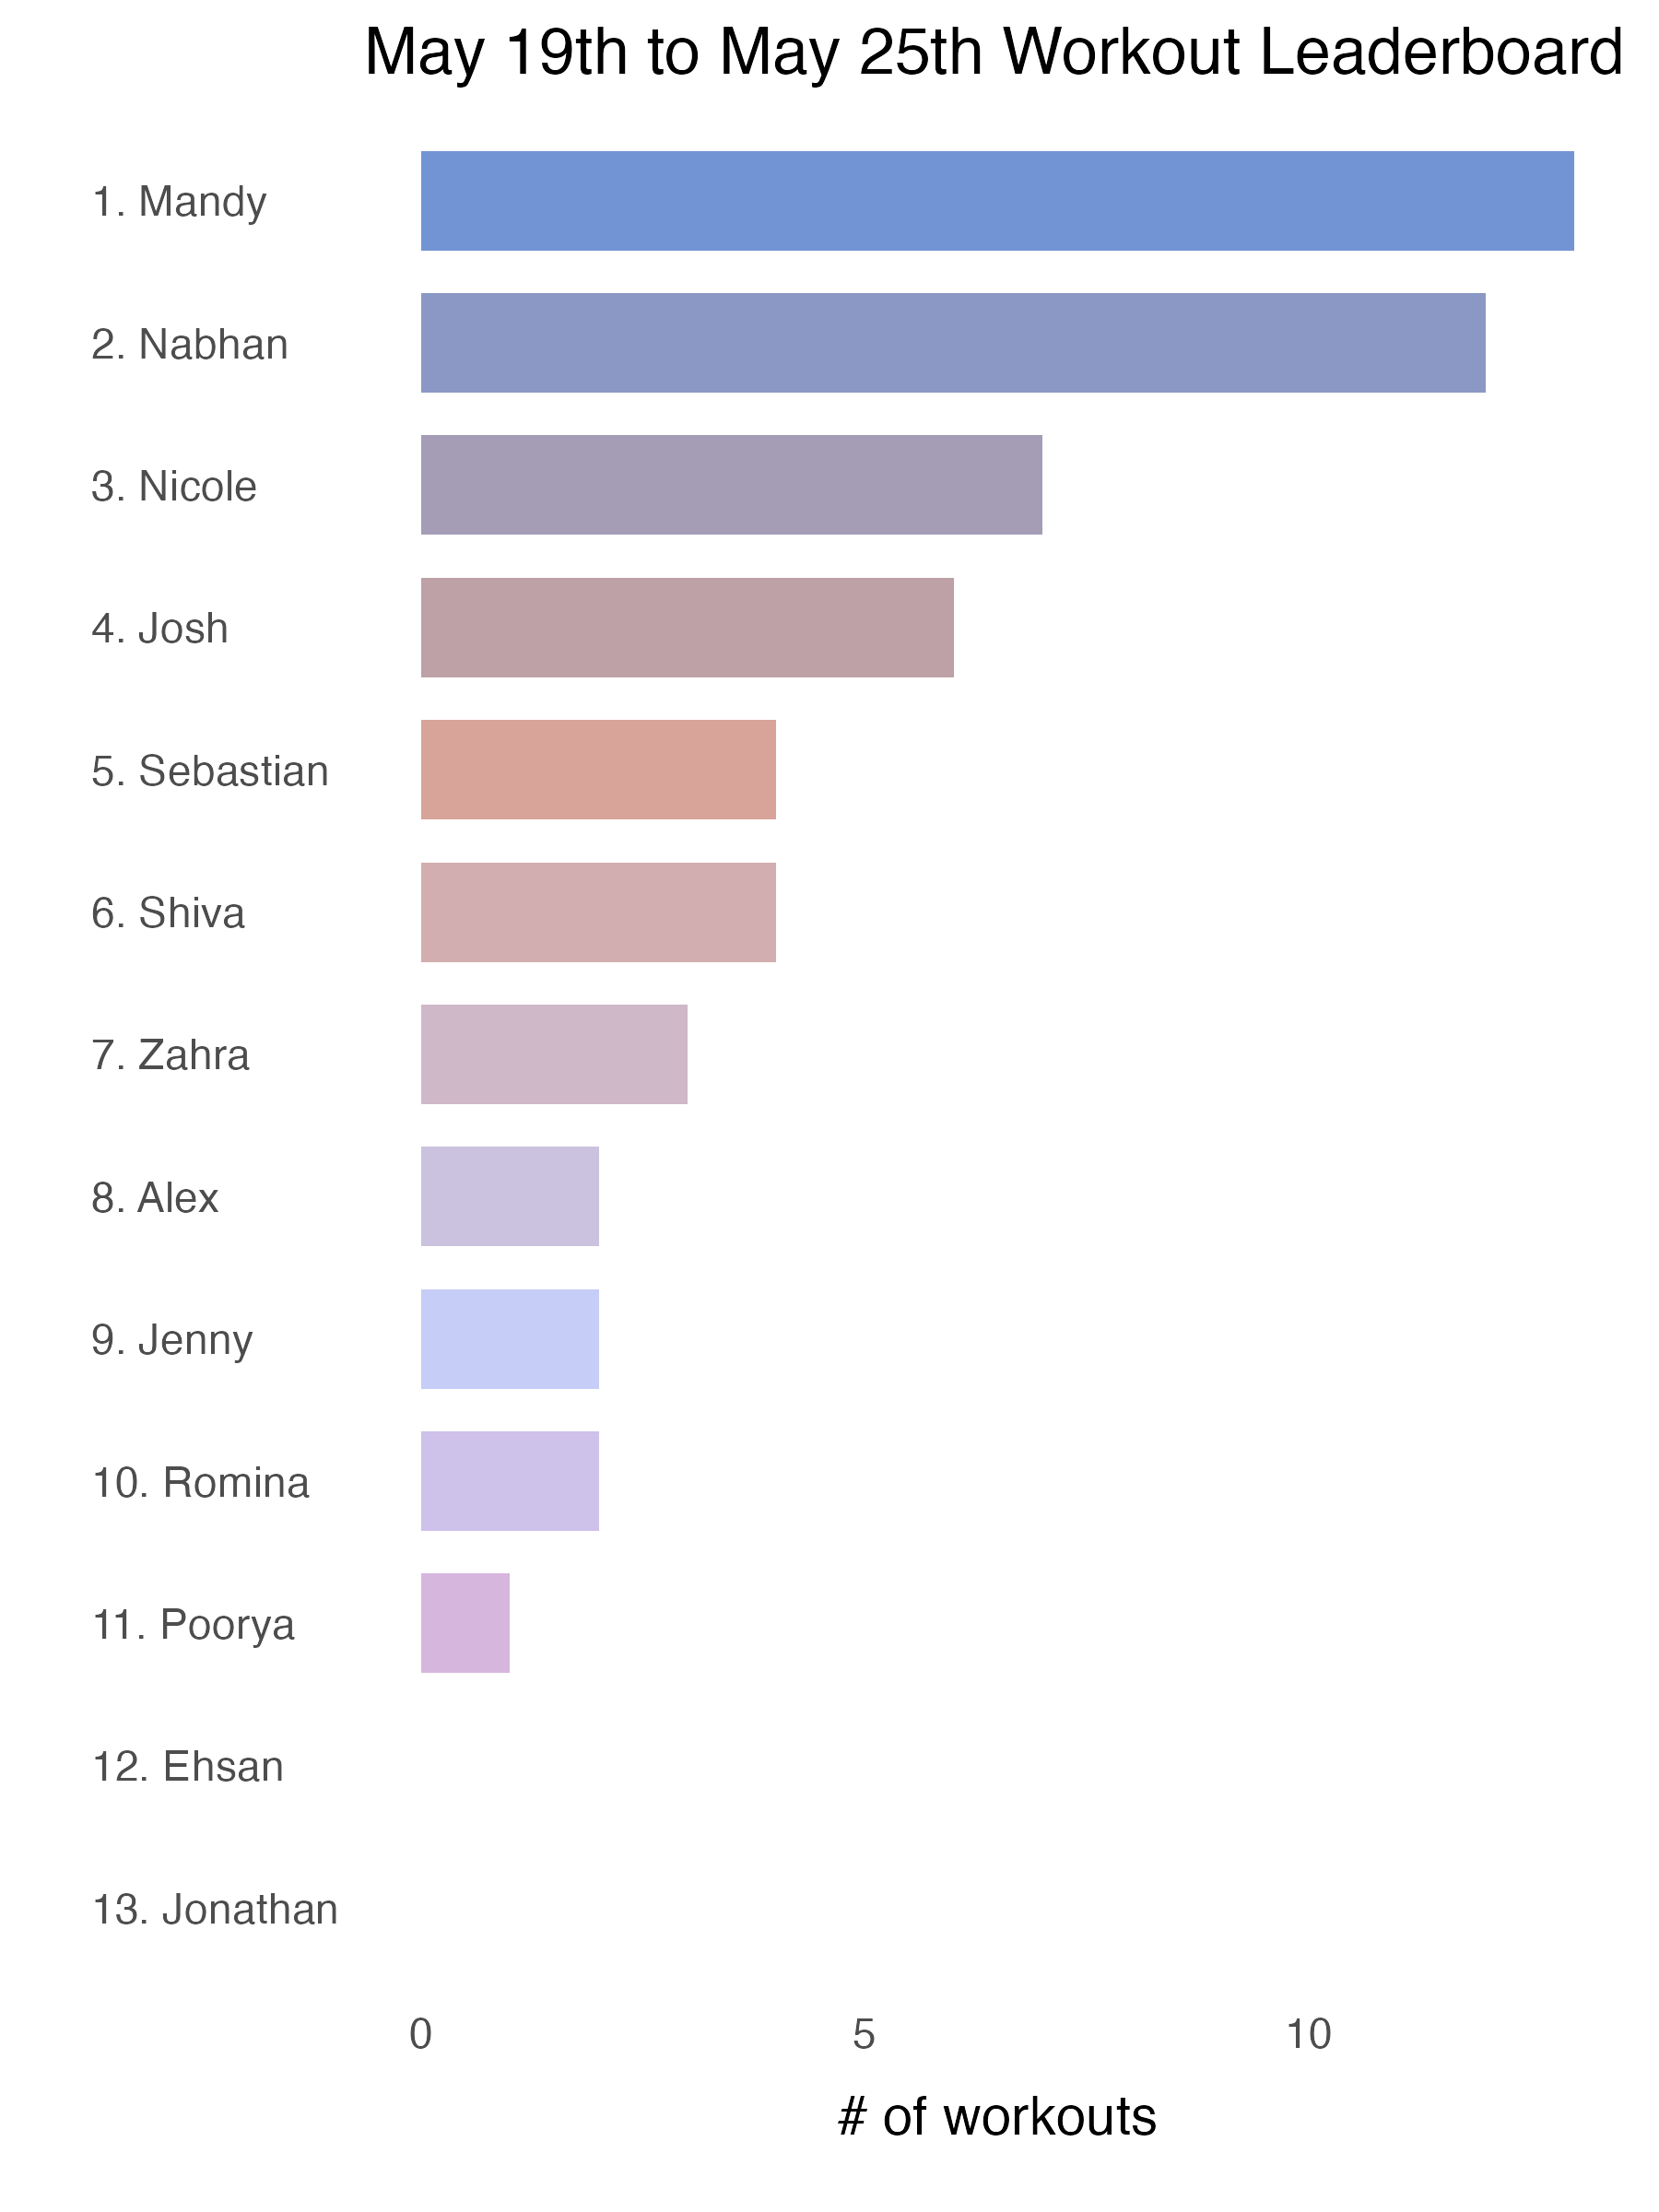 May 19th to May 25th Workout Leaderboard
1. Mandy
2. Nabhan
3. Nicole
4. Josh
5. Sebastian
6. Shiva
7. Zahra
8. Alex
9. Jenny
10. Romina
11. Poorya
12. Ehsan
13. Jonathan
0 5 10
# of workouts